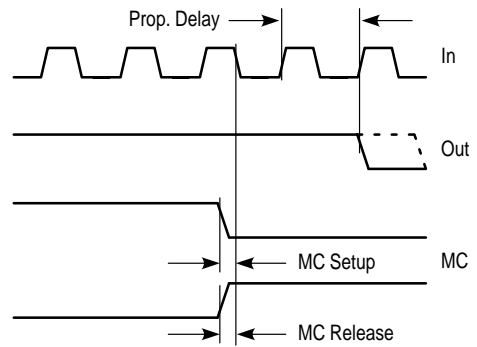 Prop. Delay
In
Out
MC Setup
MC
MC Release